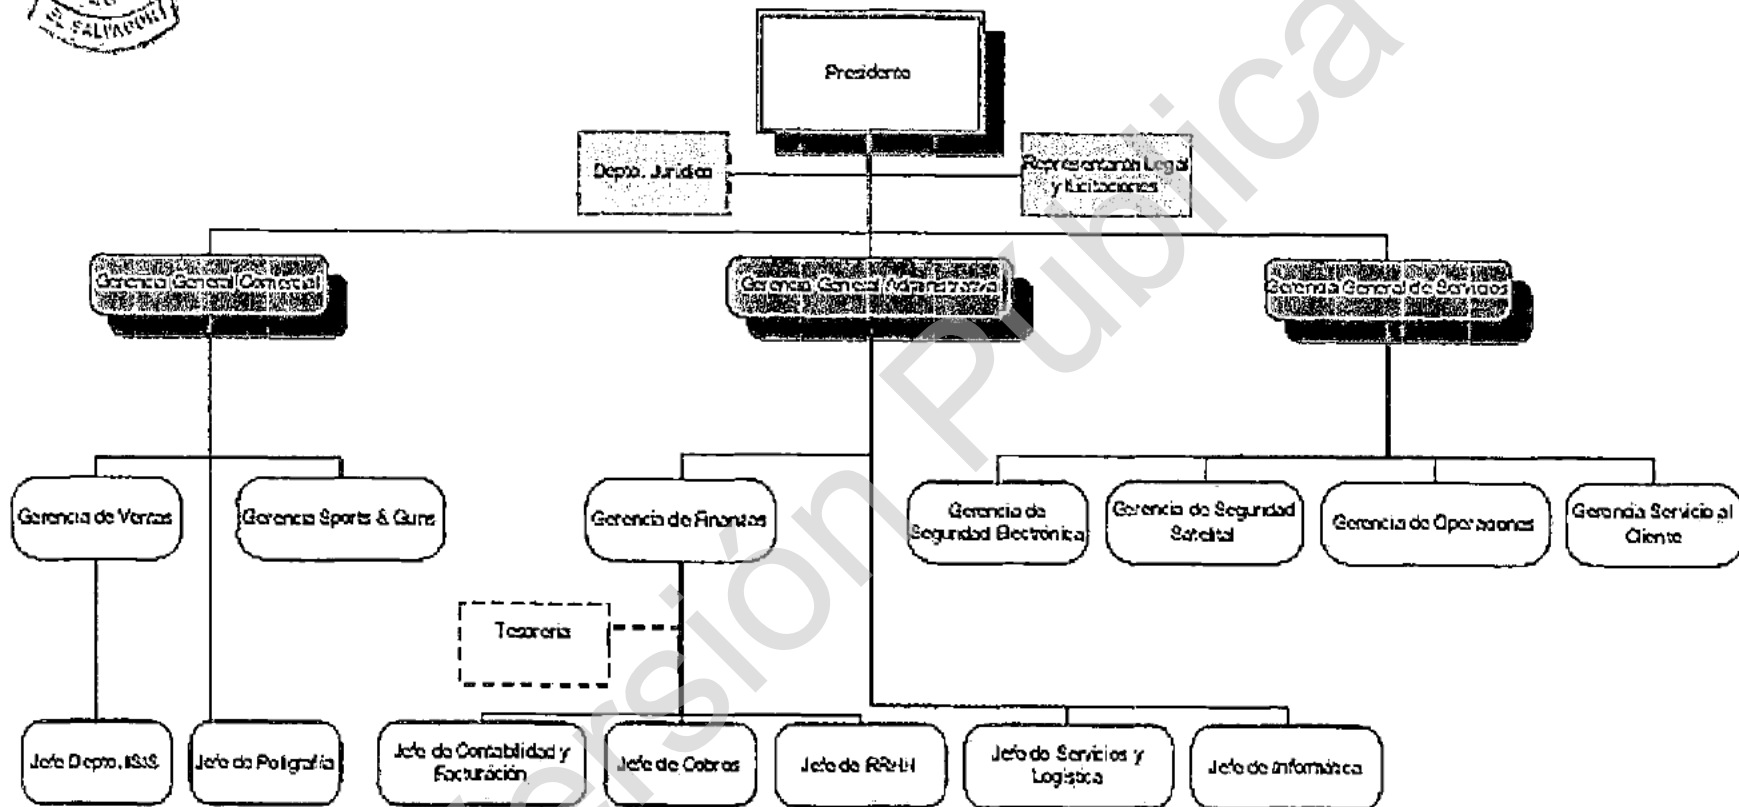 EL SALVADOR
Presidente
Depto. Jurídico
Representante Legal
y Licitaciones
Gerencia General Comercial
Gerencia General Administrativa
Gerencia General de Servicios
Gerencia de Ventas
Gerencia Sports & Guns
Gerencia de Finanzas
Gerencia de
Seguridad Electrónica
Gerencia de Seguridad
Satelital
Gerencia de Operaciones
Gerencia Servicio al
Cliente
Tesorería
Jefe Depto.
Jefe de Poligrafía
Jefe de Contabilidad y
Facturación
Jefe de Cobros
Jefe de RRHH
Jefe de Servicios y
Logística
Jefe de Informática
Versión Pública